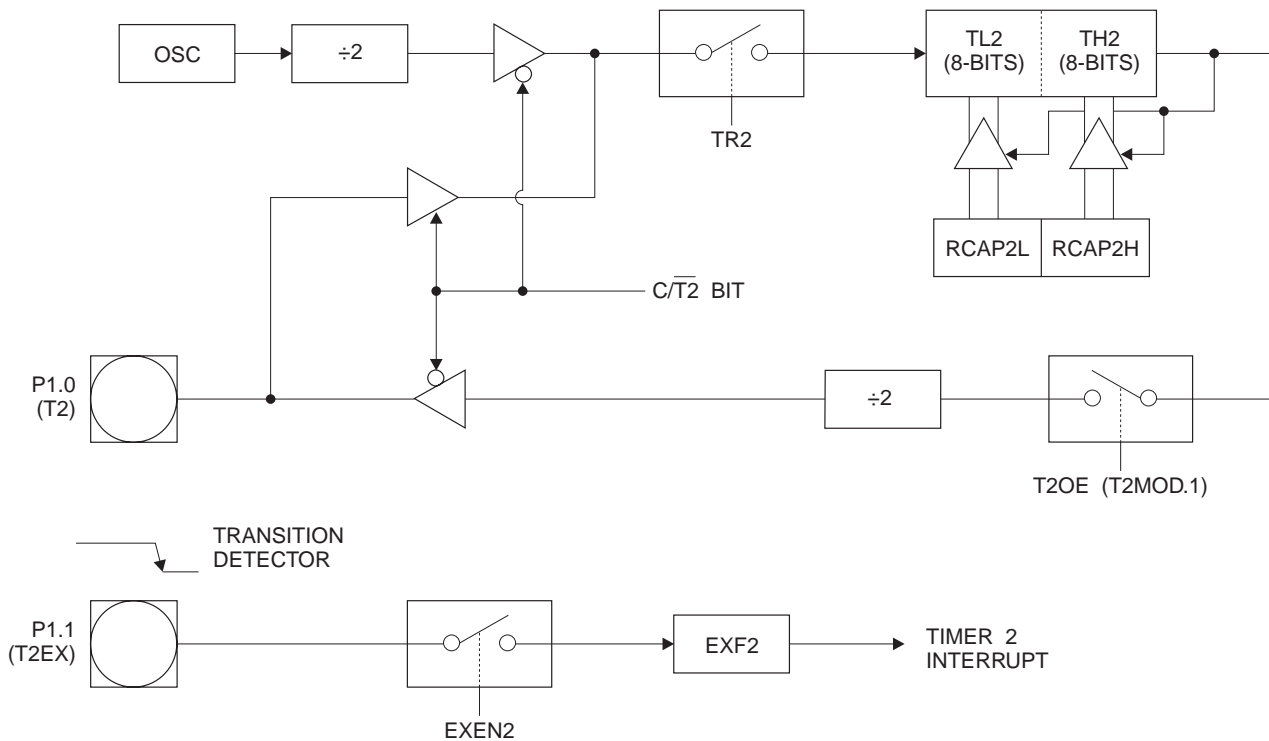 OSC
÷2
TR2
TL2
(8-BITS)
TH2
(8-BITS)
RCAP2L
RCAP2H
C/T2̅ BIT
P1.0
(T2)
÷2
T2OE (T2MOD.1)
TRANSITION
DETECTOR
P1.1
(T2EX)
EXEN2
EXF2
TIMER 2
INTERRUPT